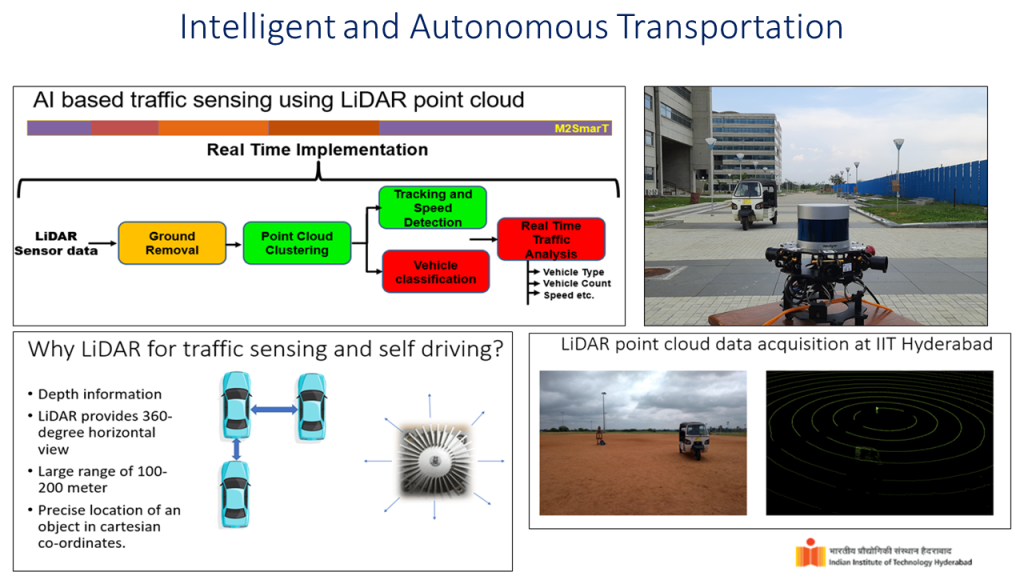 Intelligent and Autonomous Transportation
AI based traffic sensing using LiDAR point cloud
M2SmarT
Real Time Implementation
LiDAR
Sensor data
Ground
Removal
Point Cloud
Clustering
Tracking and
Speed
Detection
Vehicle
classification
Real Time
Traffic
Analysis
Vehicle Type
Vehicle Count
Speed etc.
Why LiDAR for traffic sensing and self driving?
• Depth information
• LiDAR provides 360-
degree horizontal
view
• Large range of 100-
200 meter
• Precise location of an
object in cartesian
co-ordinates.
LiDAR point cloud data acquisition at IIT Hyderabad
भारतीय प्रौद्योगिकी संस्थान हैदराबाद
Indian Institute of Technology Hyderabad